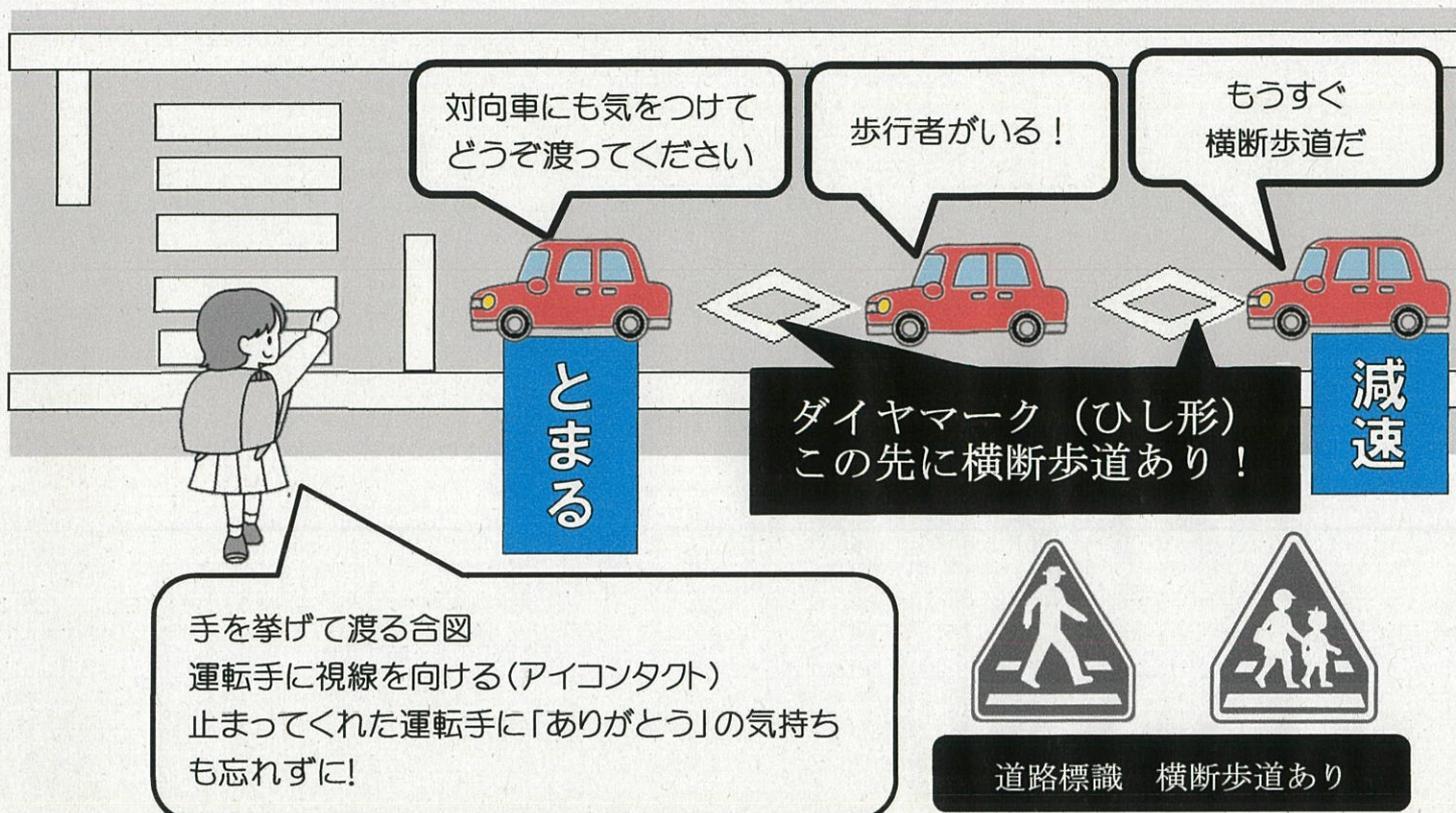 対向車にも気をつけて
どうぞ渡ってください
歩行者がいる！
もうすぐ
横断歩道だ
とまる
ダイヤマーク（ひし形）
この先に横断歩道あり！
減速
手を挙げて渡る合図
運転手に視線を向ける（アイコンタクト）
止まってくれた運転手に「ありがとう」の気持ち
も忘れずに！
道路標識　横断歩道あり